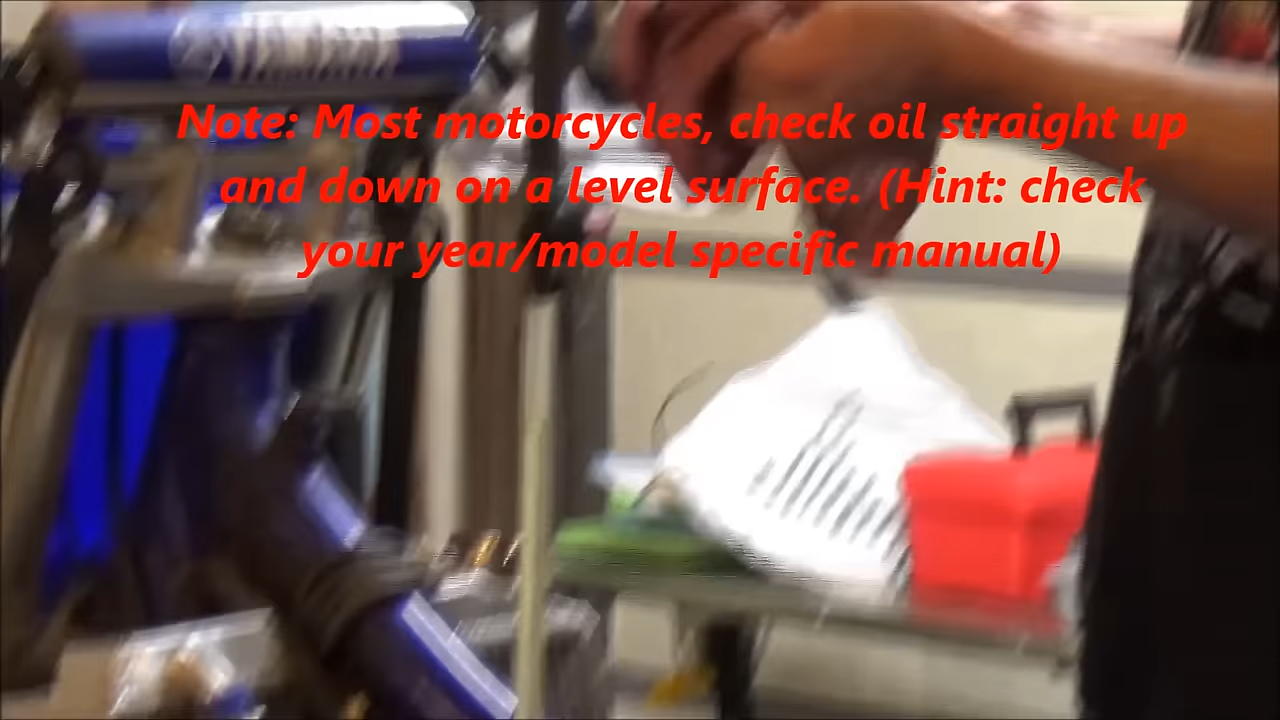 Note: Most motorcycles, check oil straight up
and down on a level surface. (Hint: check
your year/model specific manual)